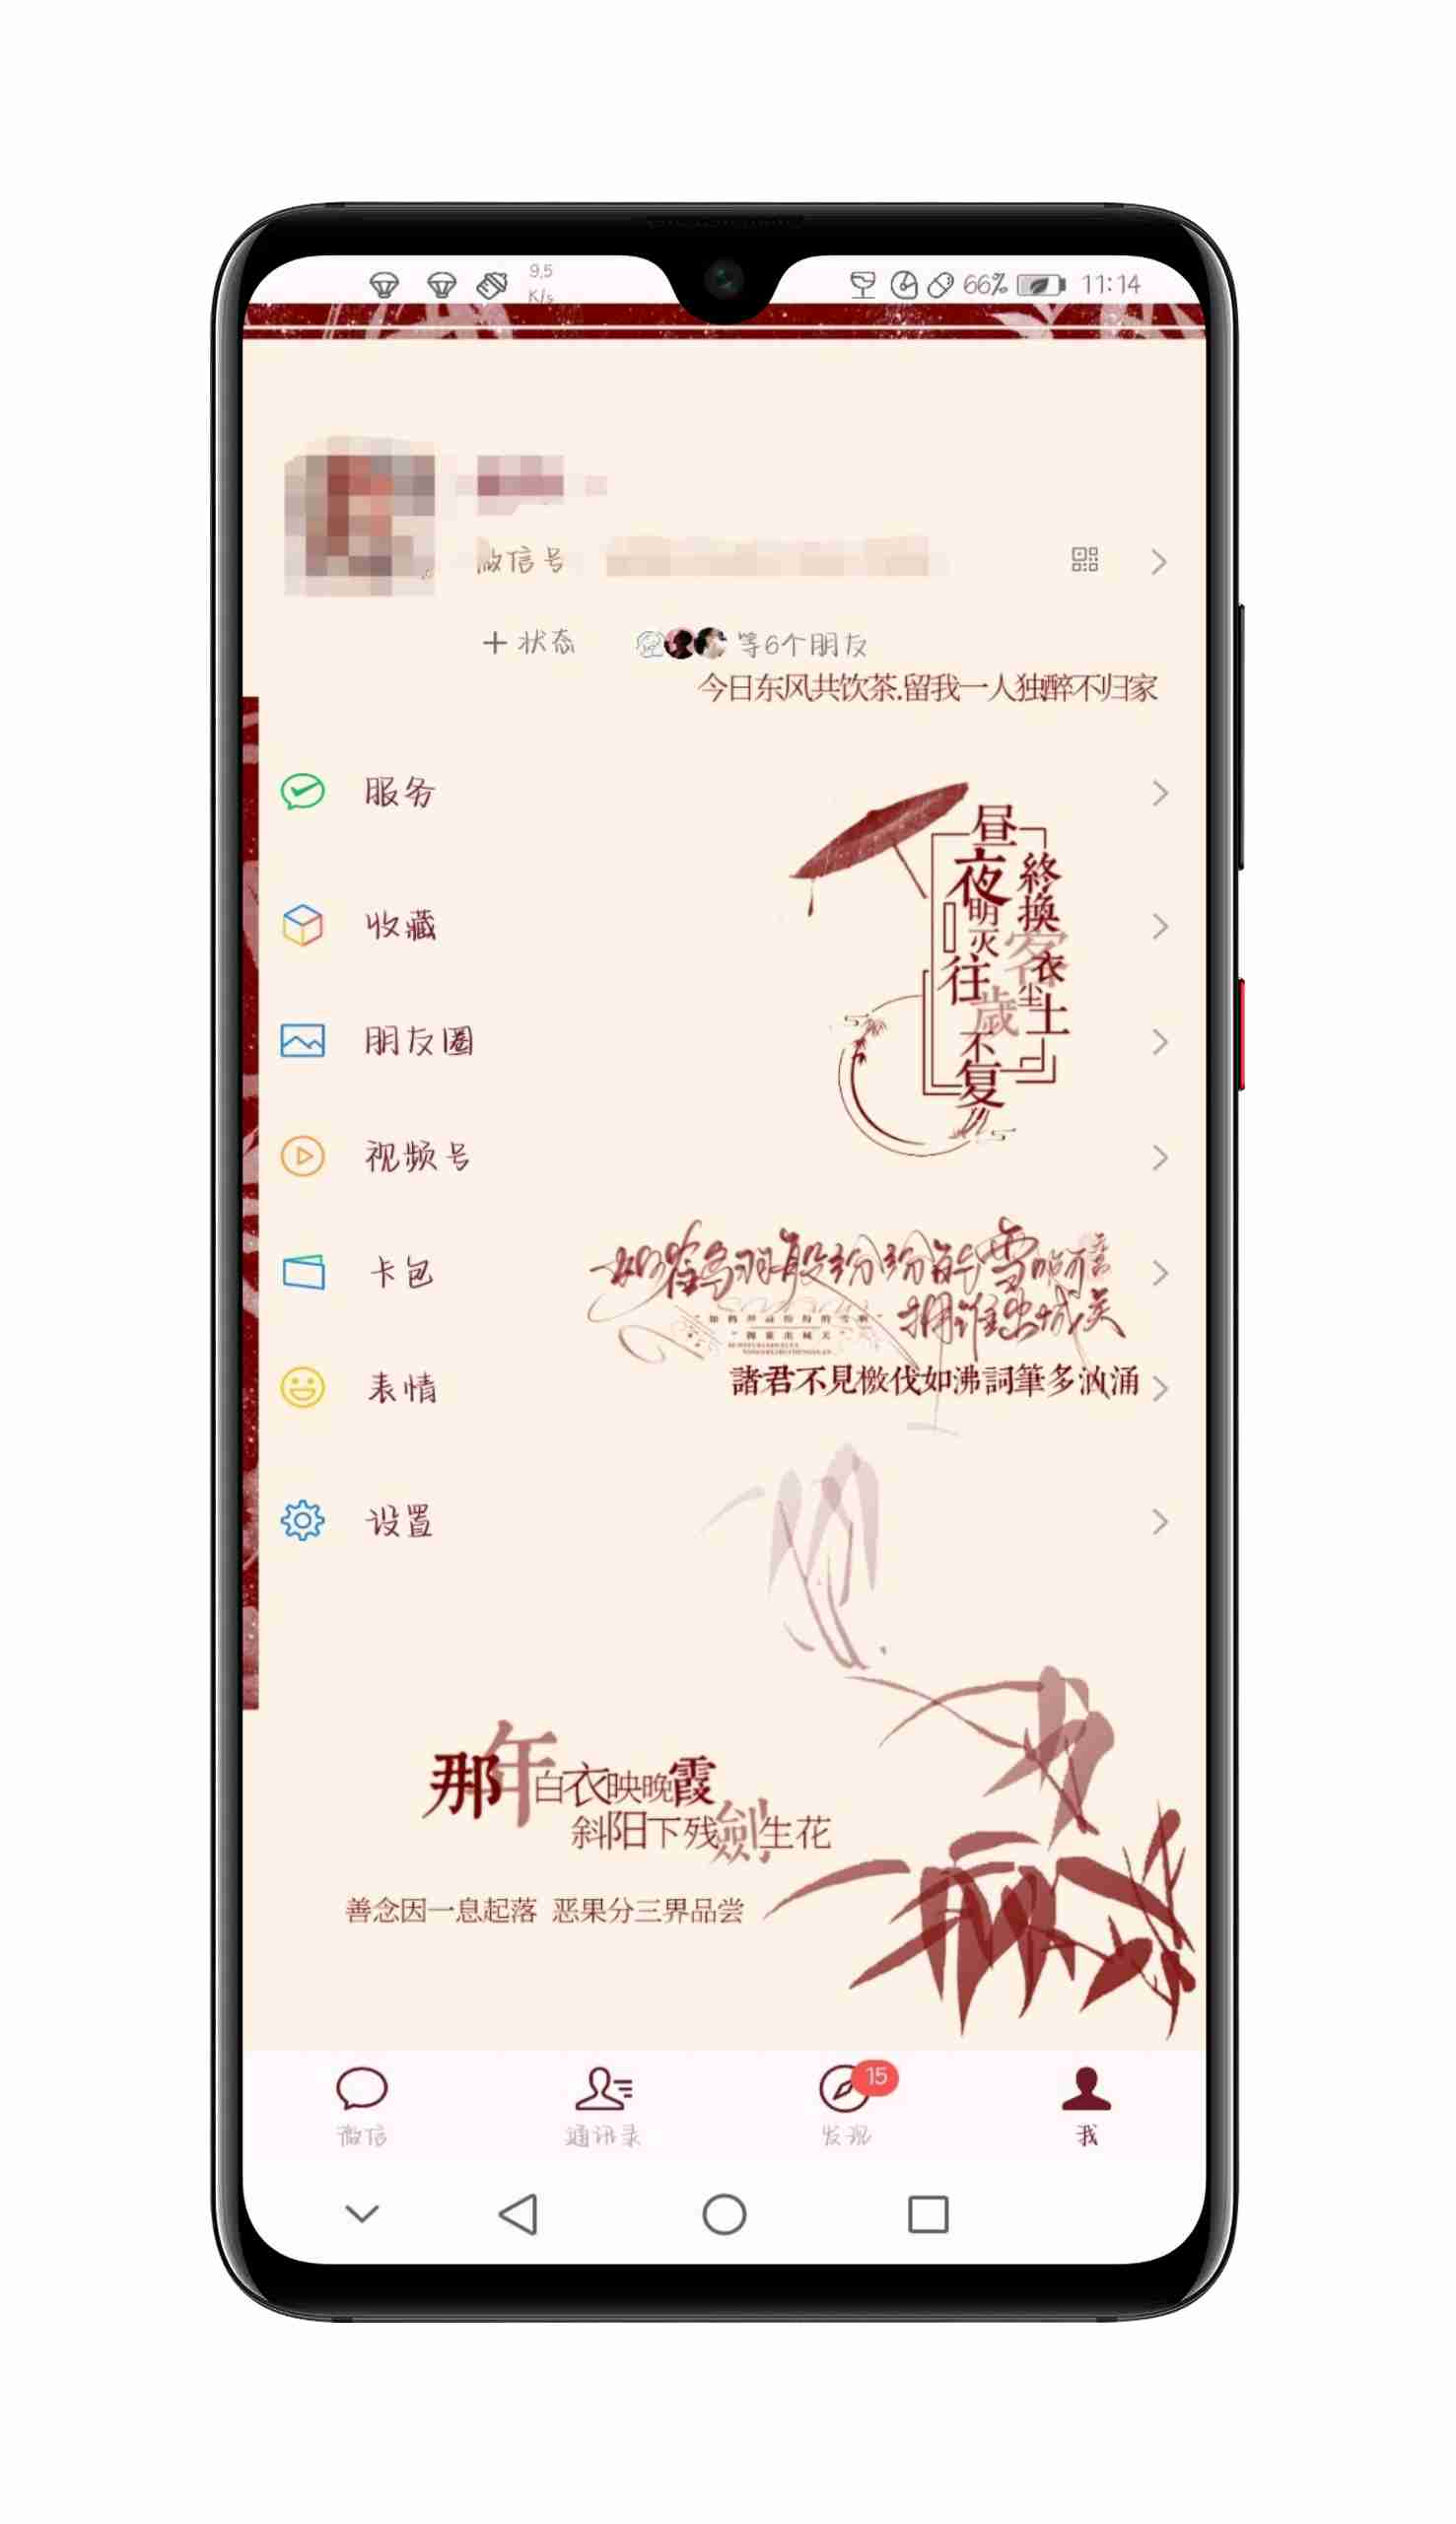 9.5
K/s
66% 11:14
微信号
+ 状态 等6个朋友
今日东风共饮茶.留我一人独醉不归家
服务
昼夜明灭往歲不复
終換客衣尘土
收藏
朋友圈
视频号
卡包
表情
諸君不見檄伐如沸詞筆多汹涌
设置
那年白衣映晚霞
斜阳下残劍生花
善念因一息起落 恶果分三界品尝
15
微信 通讯录 发现 我